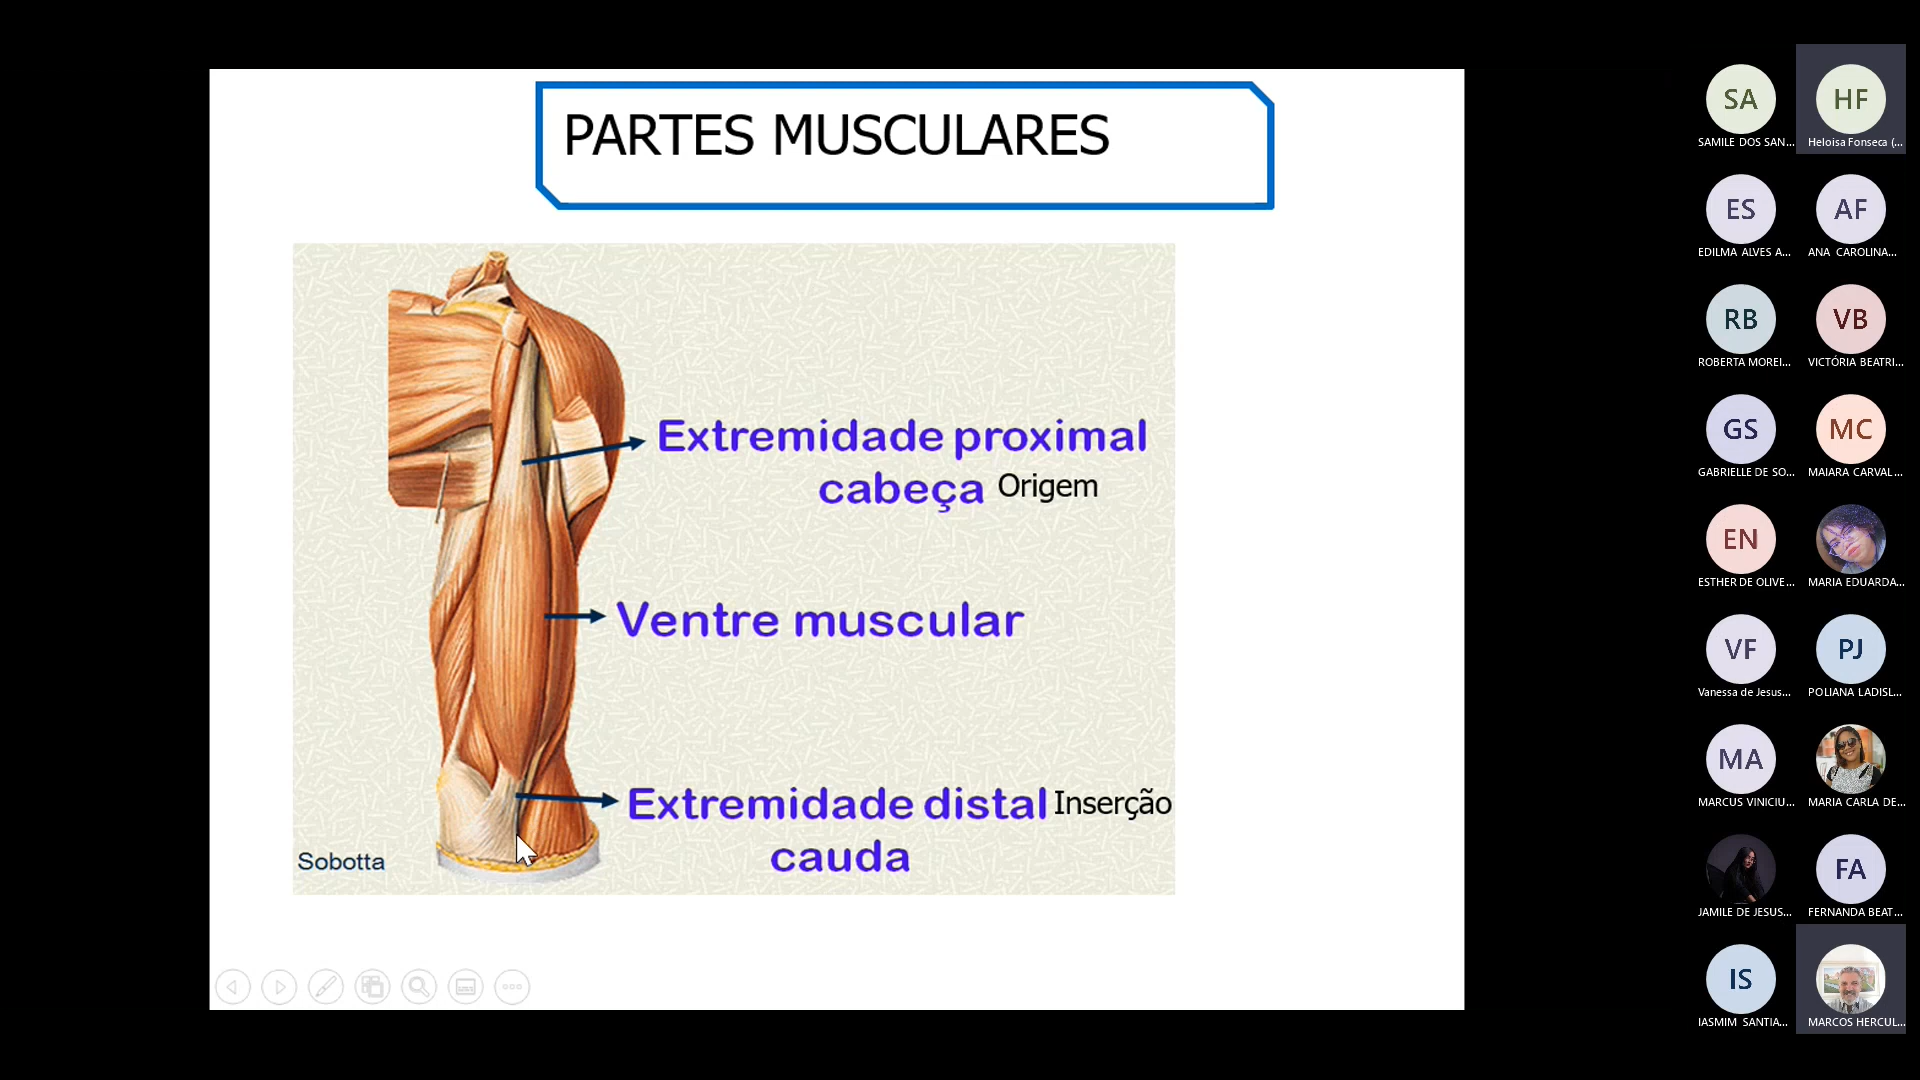 PARTES MUSCULARES
Extremidade proximal
cabeça Origem
Ventre muscular
Extremidade distal Inserção
cauda
Sobotta
SA
SAMILE DOS SAN...
HF
Heloisa Fonseca (...
ES
EDILMA ALVES A...
AF
ANA CAROLINA...
RB
ROBERTA MOREI...
VB
VICTÓRIA BEATRI...
GS
GABRIELLE DE SO...
MC
MAIARA CARVAL...
EN
ESTHER DE OLIVE...
MARIA EDUARDA...
VF
Vanessa de Jesus...
PJ
POLIANA LADISL...
MA
MARCUS VINICIU...
MARIA CARLA DE...
JAMILE DE JESUS...
FA
FERNANDA BEAT...
IS
IASMIM SANTIA...
MARCOS HERCUL...